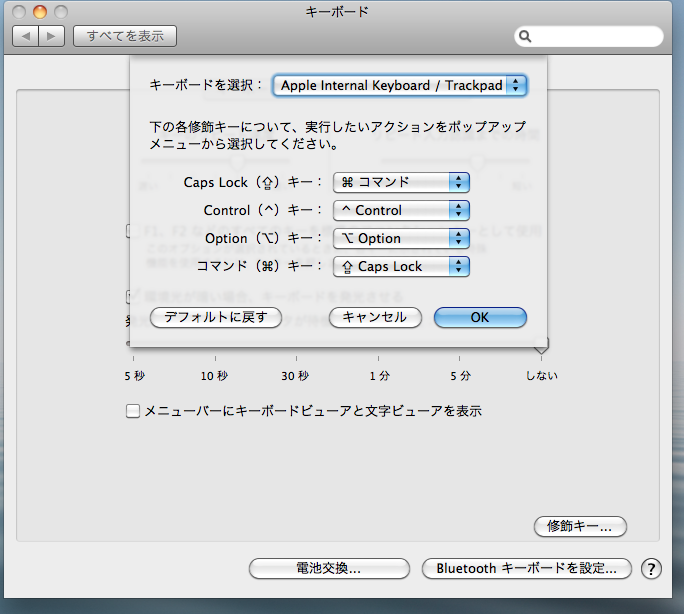 キーボード
すべてを表示
キーボードを選択： Apple Internal Keyboard / Trackpad
下の各修飾キーについて、実行したいアクションをポップアップ
メニューから選択してください。
Caps Lock（⇪）キー： ⌘ コマンド
Control（^）キー： ^ Control
Option（⌥）キー： ⌥ Option
コマンド（⌘）キー： ⇪ Caps Lock
デフォルトに戻す キャンセル OK
5 秒 10 秒 30 秒 1 分 5 分 しない
メニューバーにキーボードビューアと文字ビューアを表示
修飾キー...
電池交換... Bluetooth キーボードを設定... ?